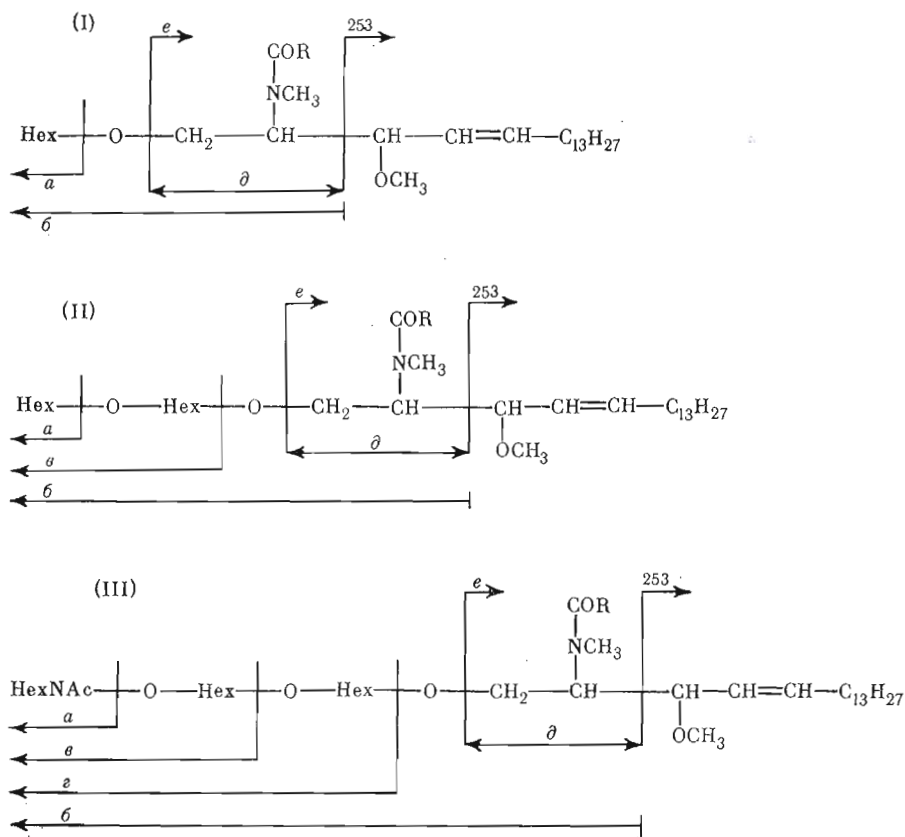 (I)
e 253
COR
NCH₃
Hex—O—CH₂—CH—CH—CH=CH—C₁₃H₂₇
a OCH₃
д
б
(II)
e 253
COR
NCH₃
Hex—O—Hex—O—CH₂—CH—CH—CH=CH—C₁₃H₂₇
a OCH₃
д
в
б
(III)
e 253
COR
NCH₃
HexNAc—O—Hex—O—Hex—O—CH₂—CH—CH—CH=CH—C₁₃H₂₇
a OCH₃
д
в
г
б